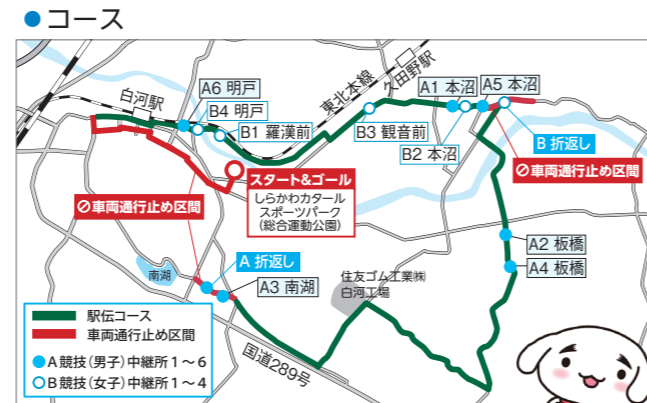 ●コース
白河駅
A6 明戸
B4 明戸
B1 羅漢前
東北本線
久田野駅
B3 観音前
A1 本沼
B2 本沼
A5 本沼
B 折返し
車両通行止め区間
スタート&ゴール
しらかわカタール
スポーツパーク
(総合運動公園)
車両通行止め区間
A2 板橋
A4 板橋
南湖
A 折返し
A3 南湖
住友ゴム工業㈱
白河工場
国道289号
駅伝コース
車両通行止め区間
A競技(男子)中継所1〜6
B競技(女子)中継所1〜4